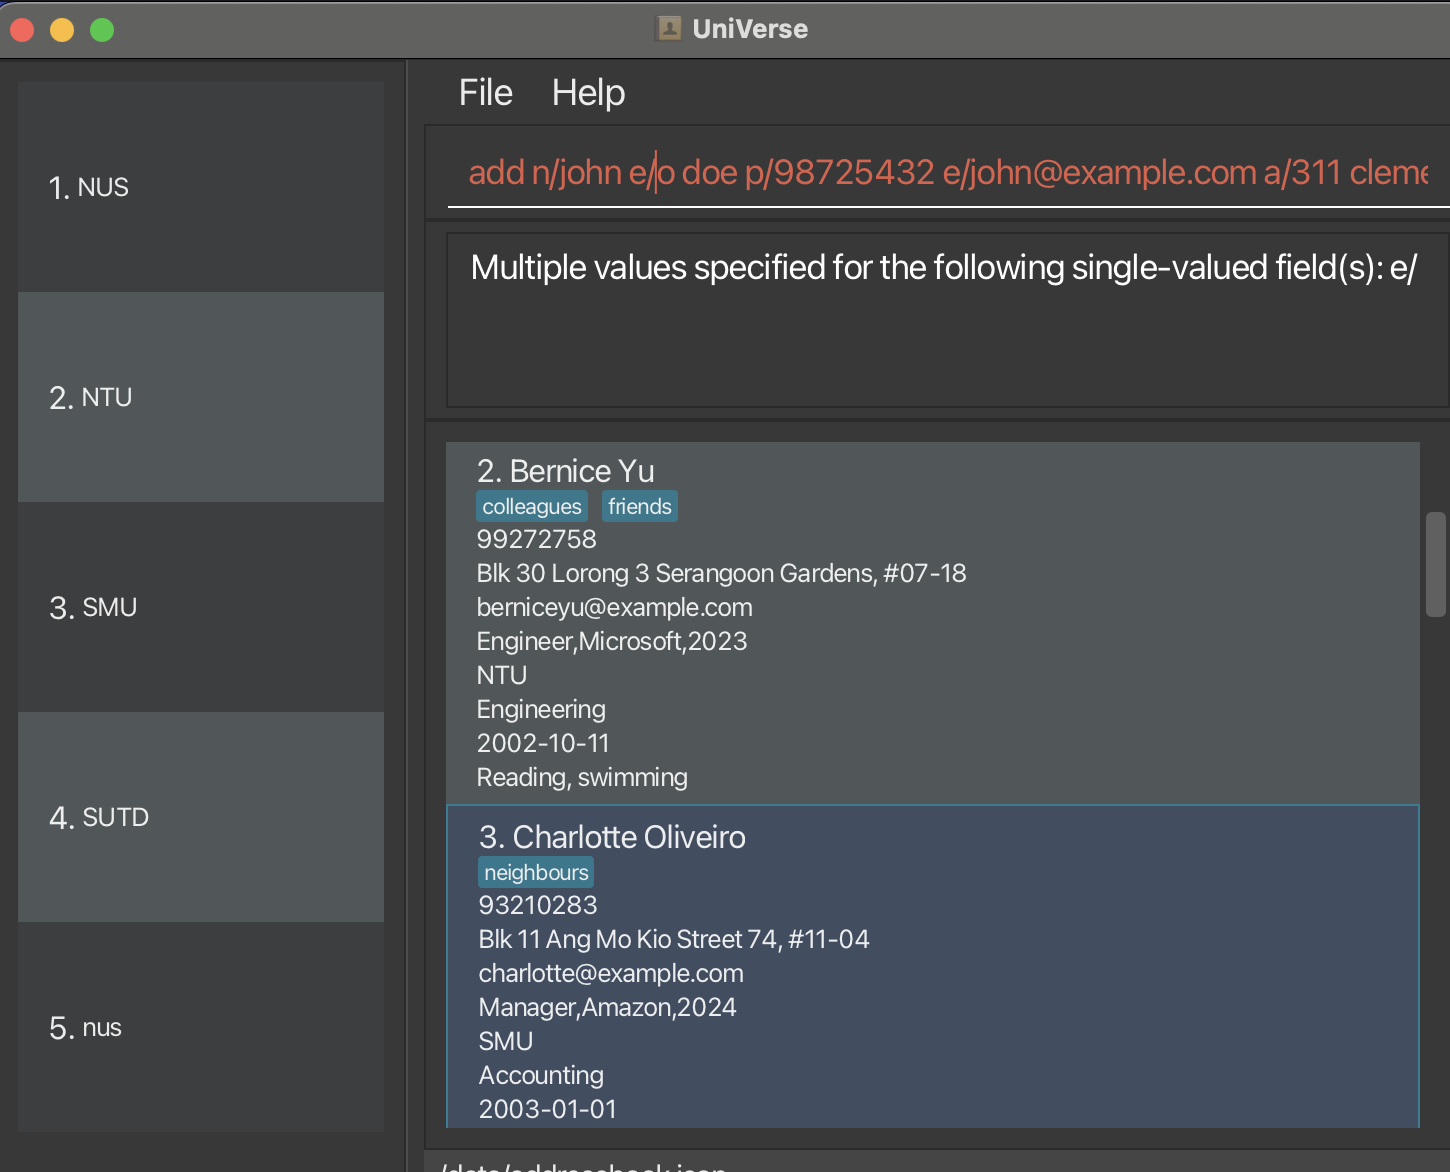 UniVerse
1. NUS
2. NTU
3. SMU
4. SUTD
5. nus
File Help
add n/john e/o doe p/98725432 e/john@example.com a/311 cleme
Multiple values specified for the following single-valued field(s): e/
2. Bernice Yu
colleagues friends
99272758
Blk 30 Lorong 3 Serangoon Gardens, #07-18
berniceyu@example.com
Engineer,Microsoft,2023
NTU
Engineering
2002-10-11
Reading, swimming
3. Charlotte Oliveiro
neighbours
93210283
Blk 11 Ang Mo Kio Street 74, #11-04
charlotte@example.com
Manager,Amazon,2024
SMU
Accounting
2003-01-01
/data/addressbook.json